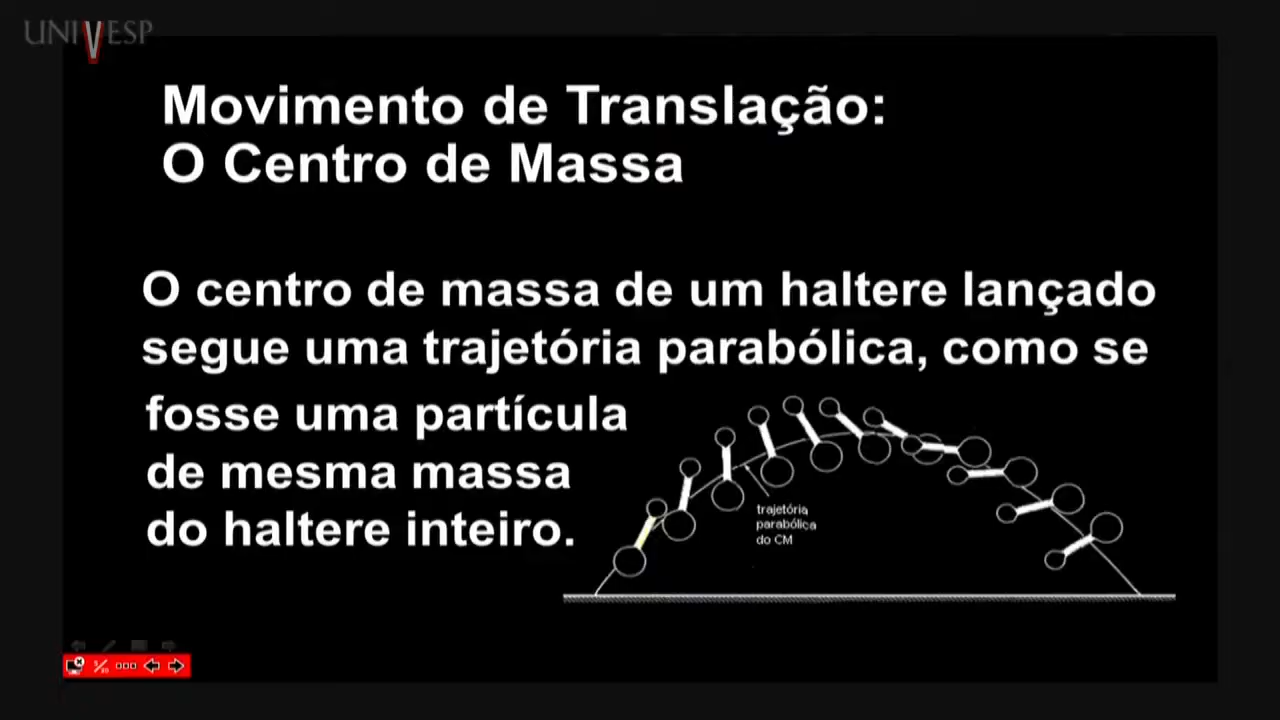 UNIVESP
Movimento de Translação:
O Centro de Massa
O centro de massa de um haltere lançado
segue uma trajetória parabólica, como se
fosse uma partícula
de mesma massa
do haltere inteiro.
trajetória
parabólica
do CM